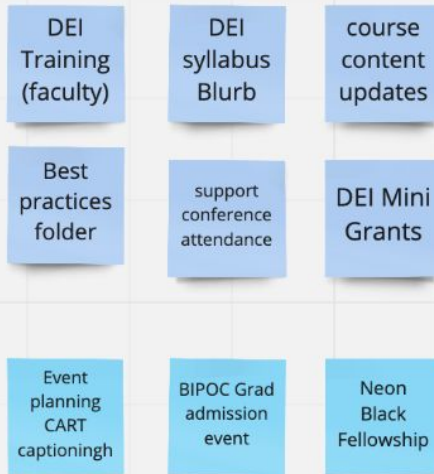 DEI
Training
(faculty)
DEI
syllabus
Blurb
course
content
updates
Best
practices
folder
support
conference
attendance
DEI Mini
Grants
Event
planning
CART
captioningh
BIPOC Grad
admission
event
Neon
Black
Fellowship